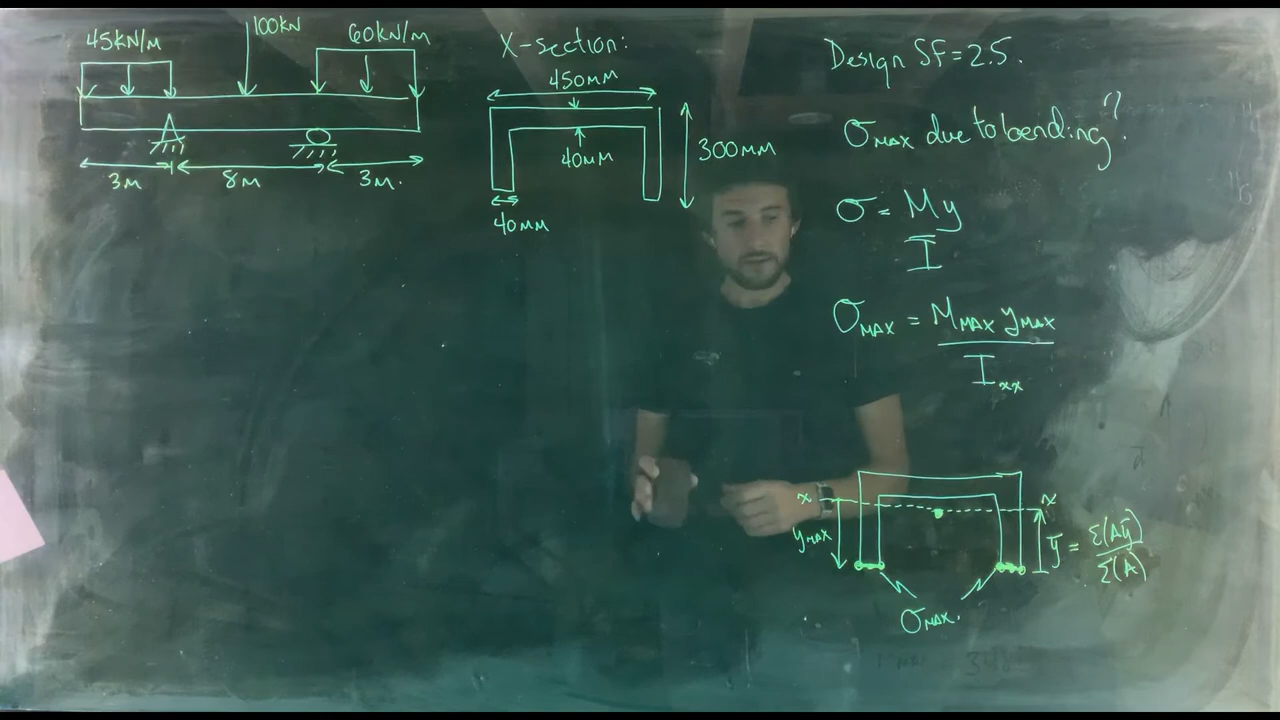 45kN/m
100kN
60kN/m
3m
8m
3m.
X-section:
450mm
40mm
300mm
40mm
Design SF=2.5.
σMAX due to bending?
σ = My
I
σMAX = MMAX yMAX
Ixx
x
x
yMAX
ȳ = Σ(Aȳ)
Σ(A)
σMAX.